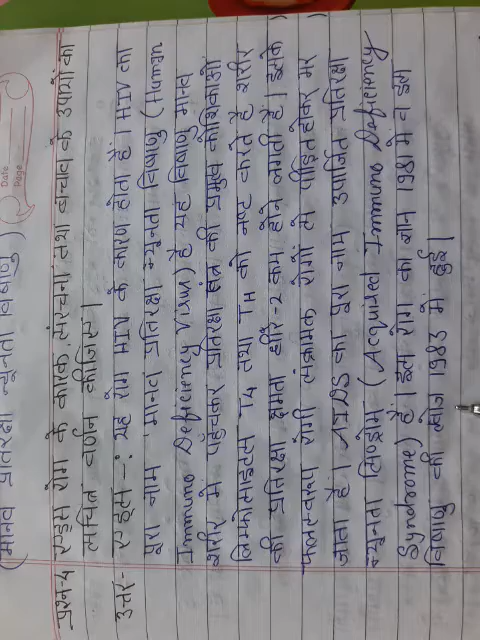 (मानव प्रतिरक्षा न्यूनता विषाणु )
Date
Page
प्रश्न-4 एड्स रोग के कारक, संरचना तथा बचाव के उपायों का
सचित्र वर्णन कीजिए।
उत्तर- एड्स -: यह रोग HIV के कारण होता है। HIV का
पूरा नाम 'मानव प्रतिरक्षा न्यूनता विषाणु (Human
Immuno Deficiency Virus) है यह विषाणु मानव
शरीर में पहुँचकर प्रतिरक्षा तंत्र की प्रमुख कोशिकाओं
लिम्फोसाइट्स T4 तथा TH को नष्ट करते है शरीर
की प्रतिरक्षा क्षमता धीरे-2 कम होने लगती है। इसके
फलस्वरूप रोगी संक्रामक रोगों से पीड़ित होकर मर
जाता है। AIDS का पूरा नाम उपार्जित प्रतिरक्षा
न्यूनता सिण्ड्रोम (Acquired Immuno Deficiency
Syndrome) है। इस रोग का ज्ञान 1981 में व इस
विषाणु की खोज 1983 में हुई।